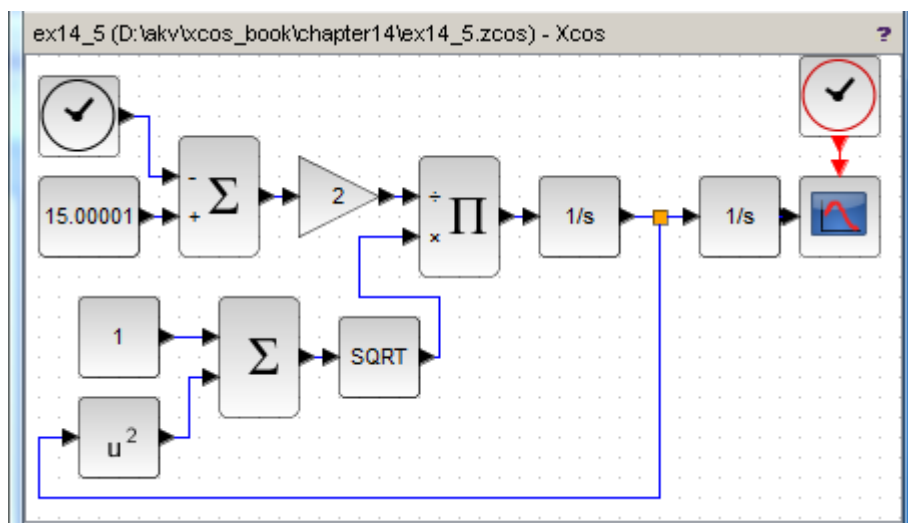 ex14_5 (D:\akv\xcos_book\chapter14\ex14_5.zcos) - Xcos ?
-
15.00001
+
Σ
2
÷
×
Π
1/s
1/s
1
Σ
SQRT
u²